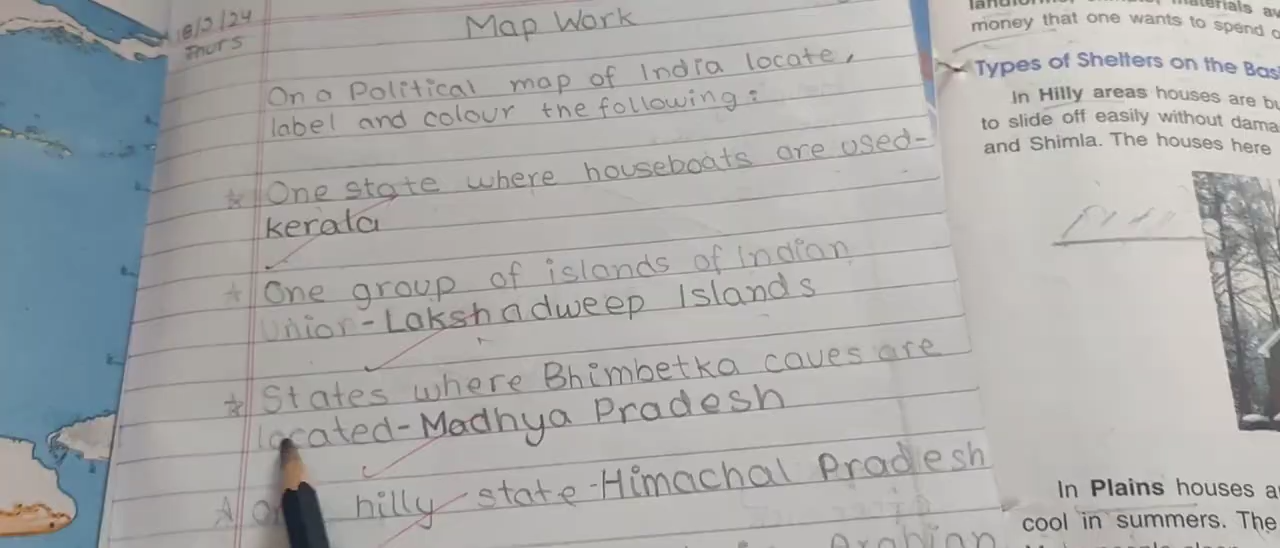 18/2/24
Thurs
Map Work
On a Political map of India locate,
label and colour the following:
One state where houseboats are used-
kerala
One group of islands of Indian
Union-Lakshadweep Islands
States where Bhimbetka caves are
located-Madhya Pradesh
hilly state-Himachal Pradesh
Arabian
money that one wants to spend
Types of Shelters on the Bas
In Hilly areas houses are bu
to slide off easily without dama
and Shimla. The houses here
In Plains houses a
cool in summers. The